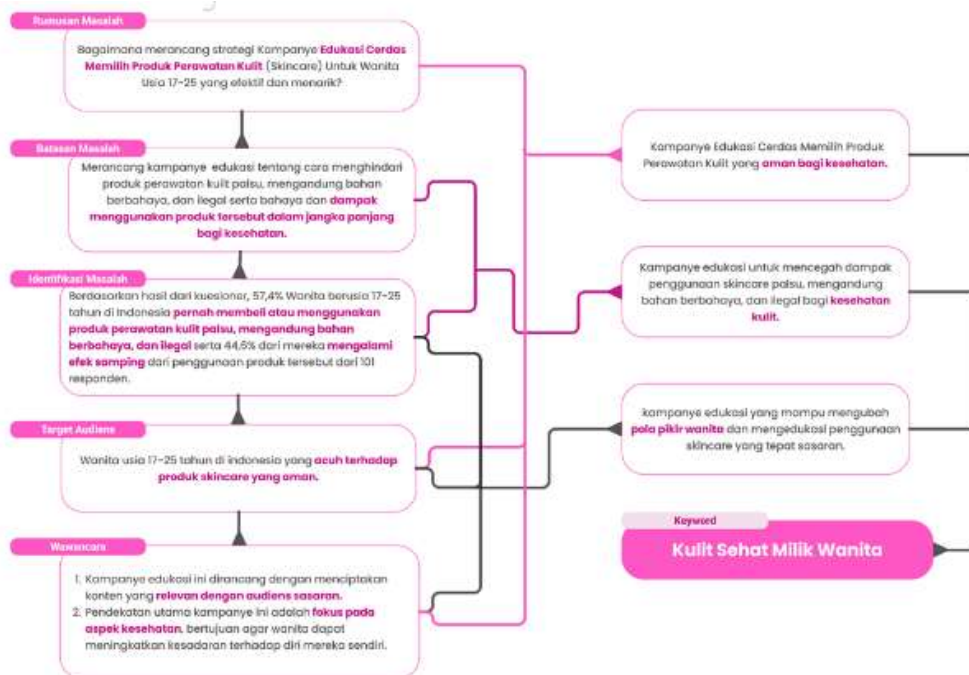 Rumusan Masalah
Bagaimana merancang strategi Kampanye Edukasi Cerdas
Memilih Produk Perawatan Kulit (Skincare) Untuk Wanita
Usia 17-25 yang efektif dan menarik?
Batasan Masalah
Merancang kampanye edukasi tentang cara menghindari
produk perawatan kulit palsu, mengandung bahan
berbahaya, dan ilegal serta bahaya dan dampak
menggunakan produk tersebut dalam jangka panjang
bagi kesehatan.
Identifikasi Masalah
Berdasarkan hasil dari kuesioner, 57,4% Wanita berusia 17-25
tahun di Indonesia pernah membeli atau menggunakan
produk perawatan kulit palsu, mengandung bahan
berbahaya, dan ilegal serta 44,6% dari mereka mengalami
efek samping dari penggunaan produk tersebut dari 101
responden.
Target Audiens
Wanita usia 17-25 tahun di indonesia yang acuh terhadap
produk skincare yang aman.
Wawancara
1. Kampanye edukasi ini dirancang dengan menciptakan
konten yang relevan dengan audiens sasaran.
2. Pendekatan utama kampanye ini adalah fokus pada
aspek kesehatan, bertujuan agar wanita dapat
meningkatkan kesadaran terhadap diri mereka sendiri.
Kampanye Edukasi Cerdas Memilih Produk
Perawatan Kulit yang aman bagi kesehatan.
Kampanye edukasi untuk mencegah dampak
penggunaan skincare palsu, mengandung
bahan berbahaya, dan ilegal bagi kesehatan
kulit.
kampanye edukasi yang mampu mengubah
pola pikir wanita dan mengedukasi penggunaan
skincare yang tepat sasaran.
Keyword
Kulit Sehat Milik Wanita